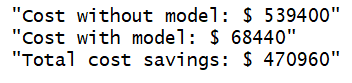 "Cost without model: $ 539400"
"Cost with model: $ 68440"
"Total cost savings: $ 470960"